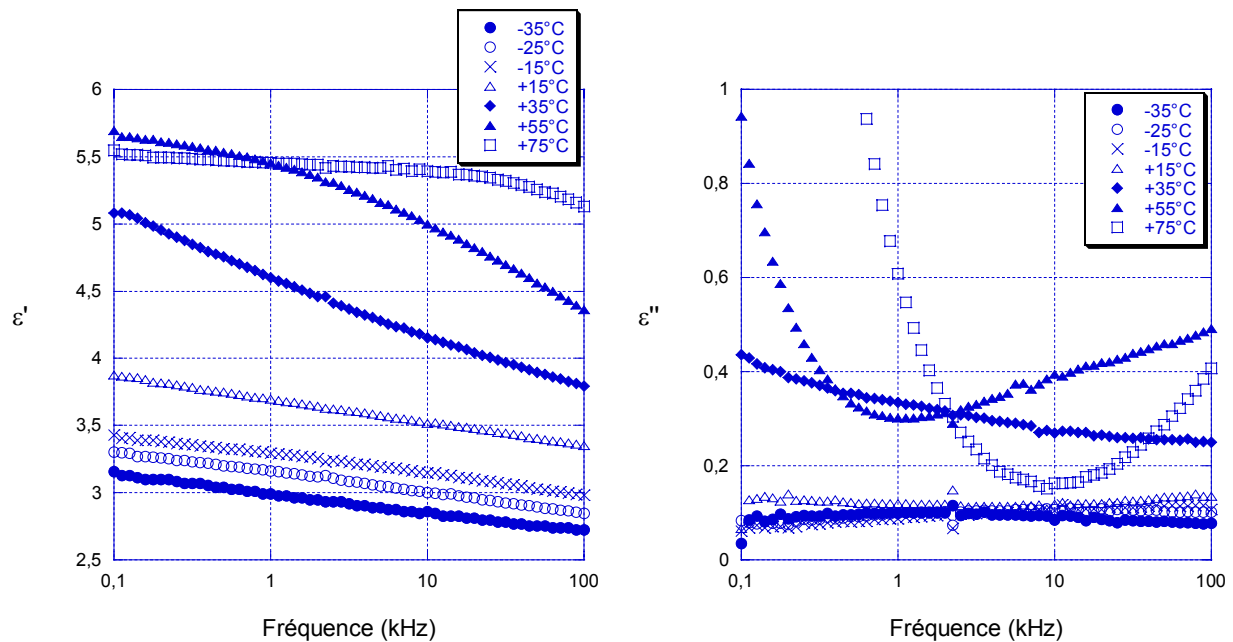 -35°C
-25°C
-15°C
+15°C
+35°C
+55°C
+75°C
6
5,5
5
4,5
4
3,5
3
2,5
ε'
0,1
1
10
100
Fréquence (kHz)
-35°C
-25°C
-15°C
+15°C
+35°C
+55°C
+75°C
1
0,8
0,6
0,4
0,2
0
ε"
0,1
1
10
100
Fréquence (kHz)